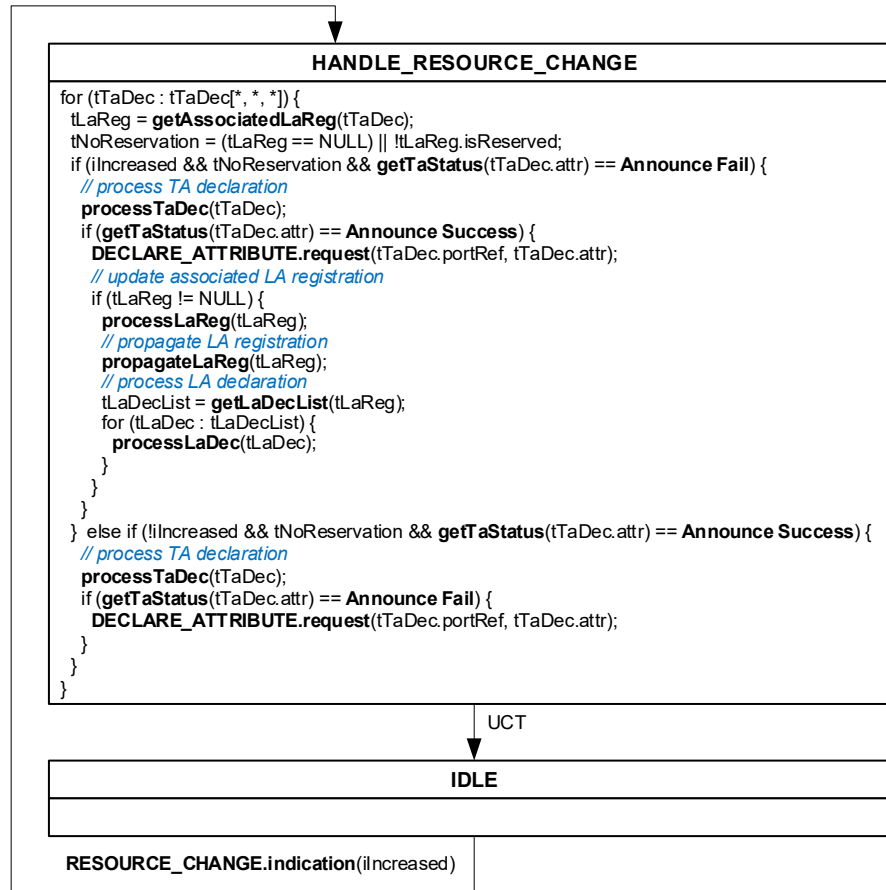 HANDLE_RESOURCE_CHANGE
for (tTaDec : tTaDec[*, *, *]) {
tLaReg = getAssociatedLaReg(tTaDec);
tNoReservation = (tLaReg == NULL) || !tLaReg.isReserved;
if (iIncreased && tNoReservation && getTaStatus(tTaDec.attr) == Announce Fail) {
// process TA declaration
processTaDec(tTaDec);
if (getTaStatus(tTaDec.attr) == Announce Success) {
DECLARE_ATTRIBUTE.request(tTaDec.portRef, tTaDec.attr);
// update associated LA registration
if (tLaReg != NULL) {
processLaReg(tLaReg);
// propagate LA registration
propagateLaReg(tLaReg);
// process LA declaration
tLaDecList = getLaDecList(tLaReg);
for (tLaDec : tLaDecList) {
processLaDec(tLaDec);
}
}
}
} else if (!iIncreased && tNoReservation && getTaStatus(tTaDec.attr) == Announce Success) {
// process TA declaration
processTaDec(tTaDec);
if (getTaStatus(tTaDec.attr) == Announce Fail) {
DECLARE_ATTRIBUTE.request(tTaDec.portRef, tTaDec.attr);
}
}
}
UCT
IDLE
RESOURCE_CHANGE.indication(iIncreased)